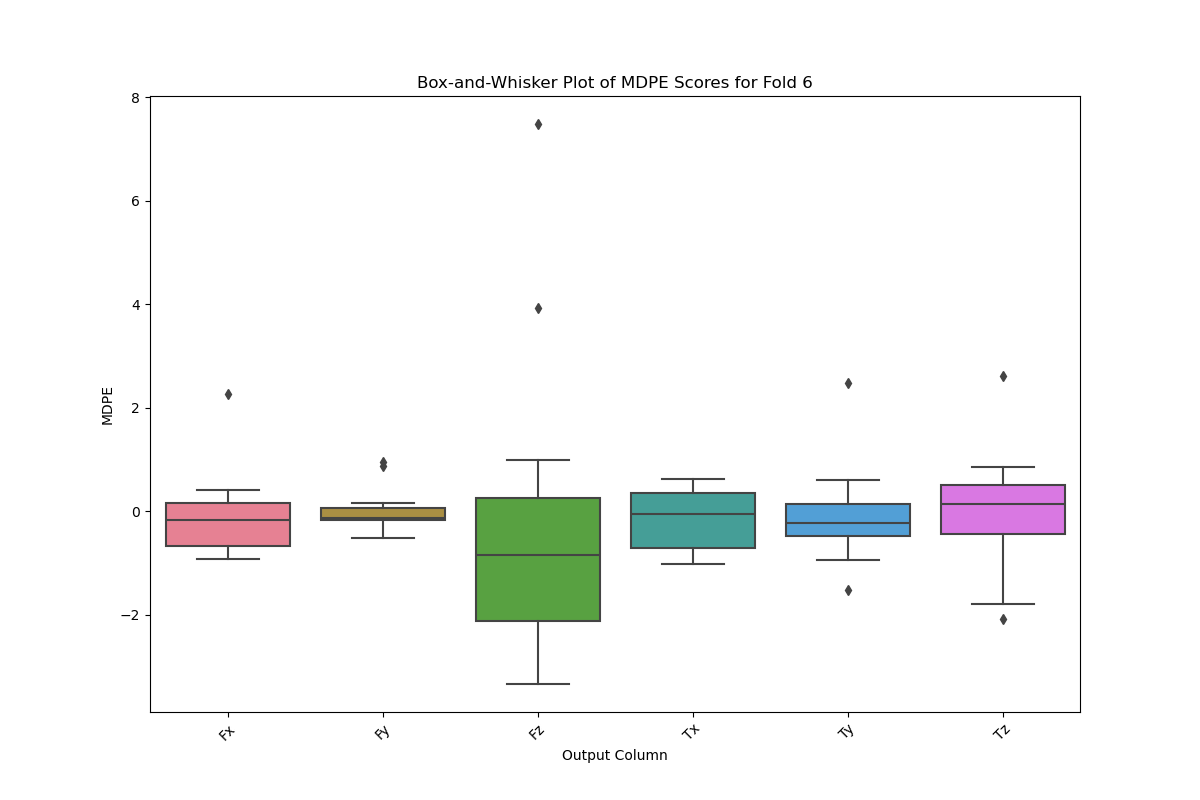 Box-and-Whisker Plot of MDPE Scores for Fold 6
8
6
4
2
0
−2
MDPE
Fx
Fy
Fz
Tx
Ty
Tz
Output Column